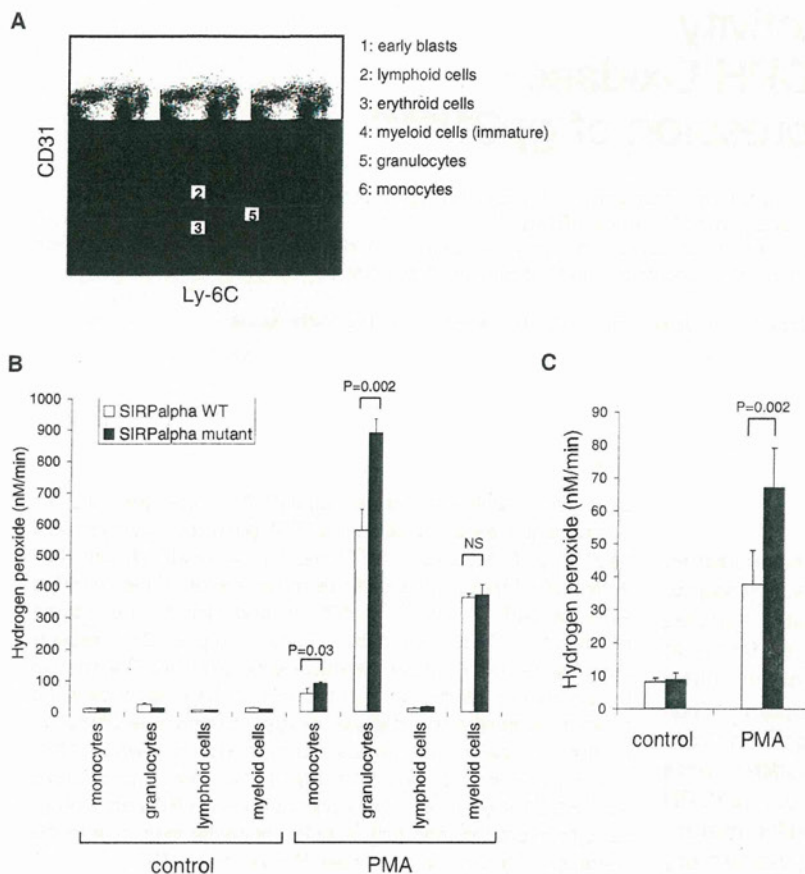 A
CD31
2
3
5
Ly-6C
1: early blasts
2: lymphoid cells
3: erythroid cells
4: myeloid cells (immature)
5: granulocytes
6: monocytes
B
Hydrogen peroxide (nM/min)
1000
900
800
700
600
500
400
300
200
100
0
SIRPalpha WT
SIRPalpha mutant
P=0.03
P=0.002
NS
monocytes
granulocytes
lymphoid cells
myeloid cells
monocytes
granulocytes
lymphoid cells
myeloid cells
control
PMA
C
Hydrogen peroxide (nM/min)
90
80
70
60
50
40
30
20
10
0
P=0.002
control
PMA